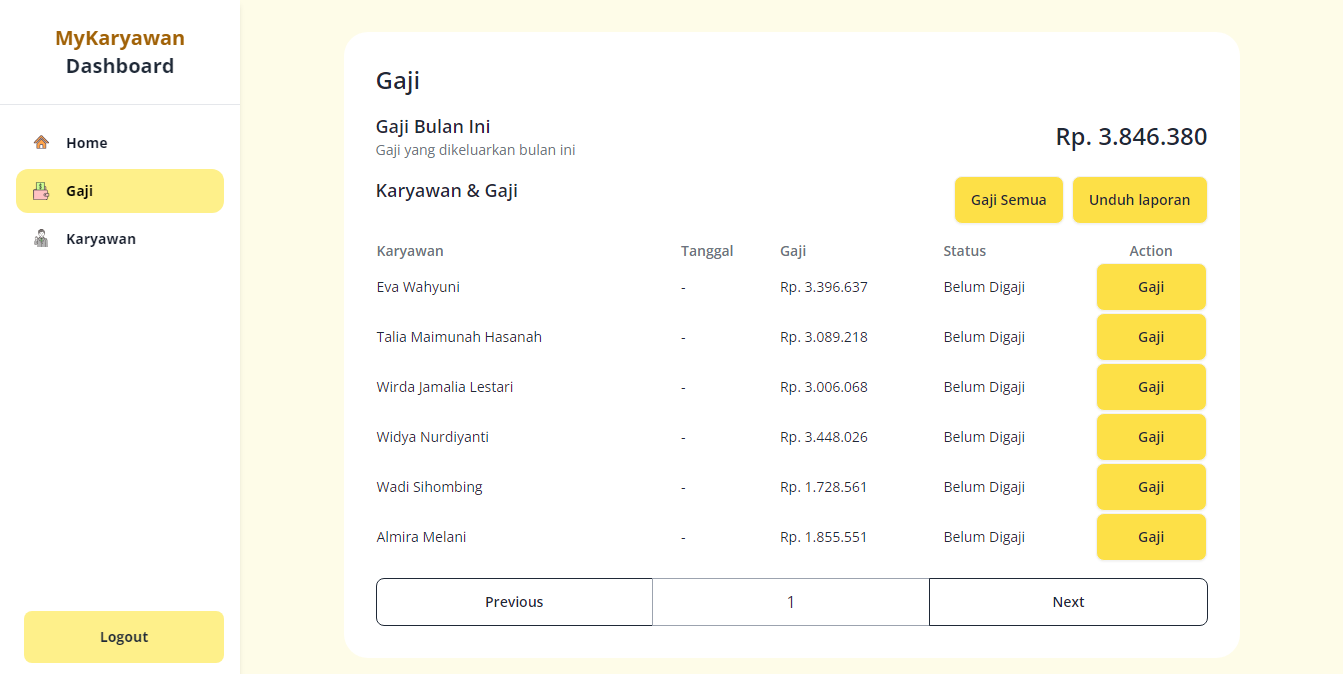 MyKaryawan
Dashboard
Home
Gaji
Karyawan
Logout
Gaji
Gaji Bulan Ini
Gaji yang dikeluarkan bulan ini
Rp. 3.846.380
Karyawan & Gaji
Gaji Semua Unduh laporan
Karyawan Tanggal Gaji Status Action
Eva Wahyuni - Rp. 3.396.637 Belum Digaji Gaji
Talia Maimunah Hasanah - Rp. 3.089.218 Belum Digaji Gaji
Wirda Jamalia Lestari - Rp. 3.006.068 Belum Digaji Gaji
Widya Nurdiyanti - Rp. 3.448.026 Belum Digaji Gaji
Wadi Sihombing - Rp. 1.728.561 Belum Digaji Gaji
Almira Melani - Rp. 1.855.551 Belum Digaji Gaji
Previous 1 Next